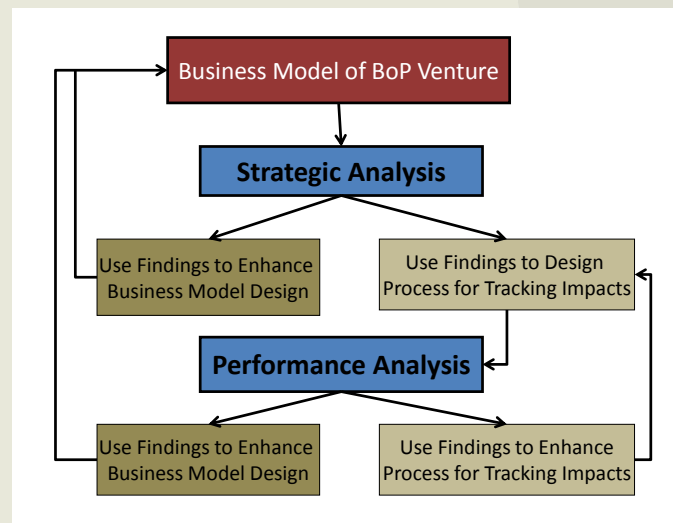 Business Model of BoP Venture
Strategic Analysis
Use Findings to Enhance
Business Model Design
Use Findings to Design
Process for Tracking Impacts
Performance Analysis
Use Findings to Enhance
Business Model Design
Use Findings to Enhance
Process for Tracking Impacts